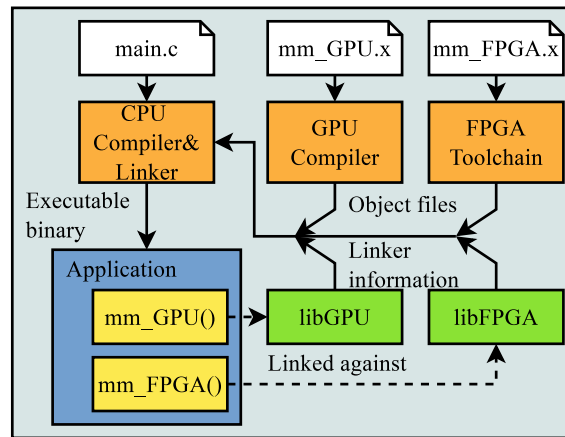 main.c
mm_GPU.x
mm_FPGA.x
CPU
Compiler&
Linker
GPU
Compiler
FPGA
Toolchain
Executable
binary
Object files
Linker
information
Application
mm_GPU()
libGPU
libFPGA
Linked against
mm_FPGA()